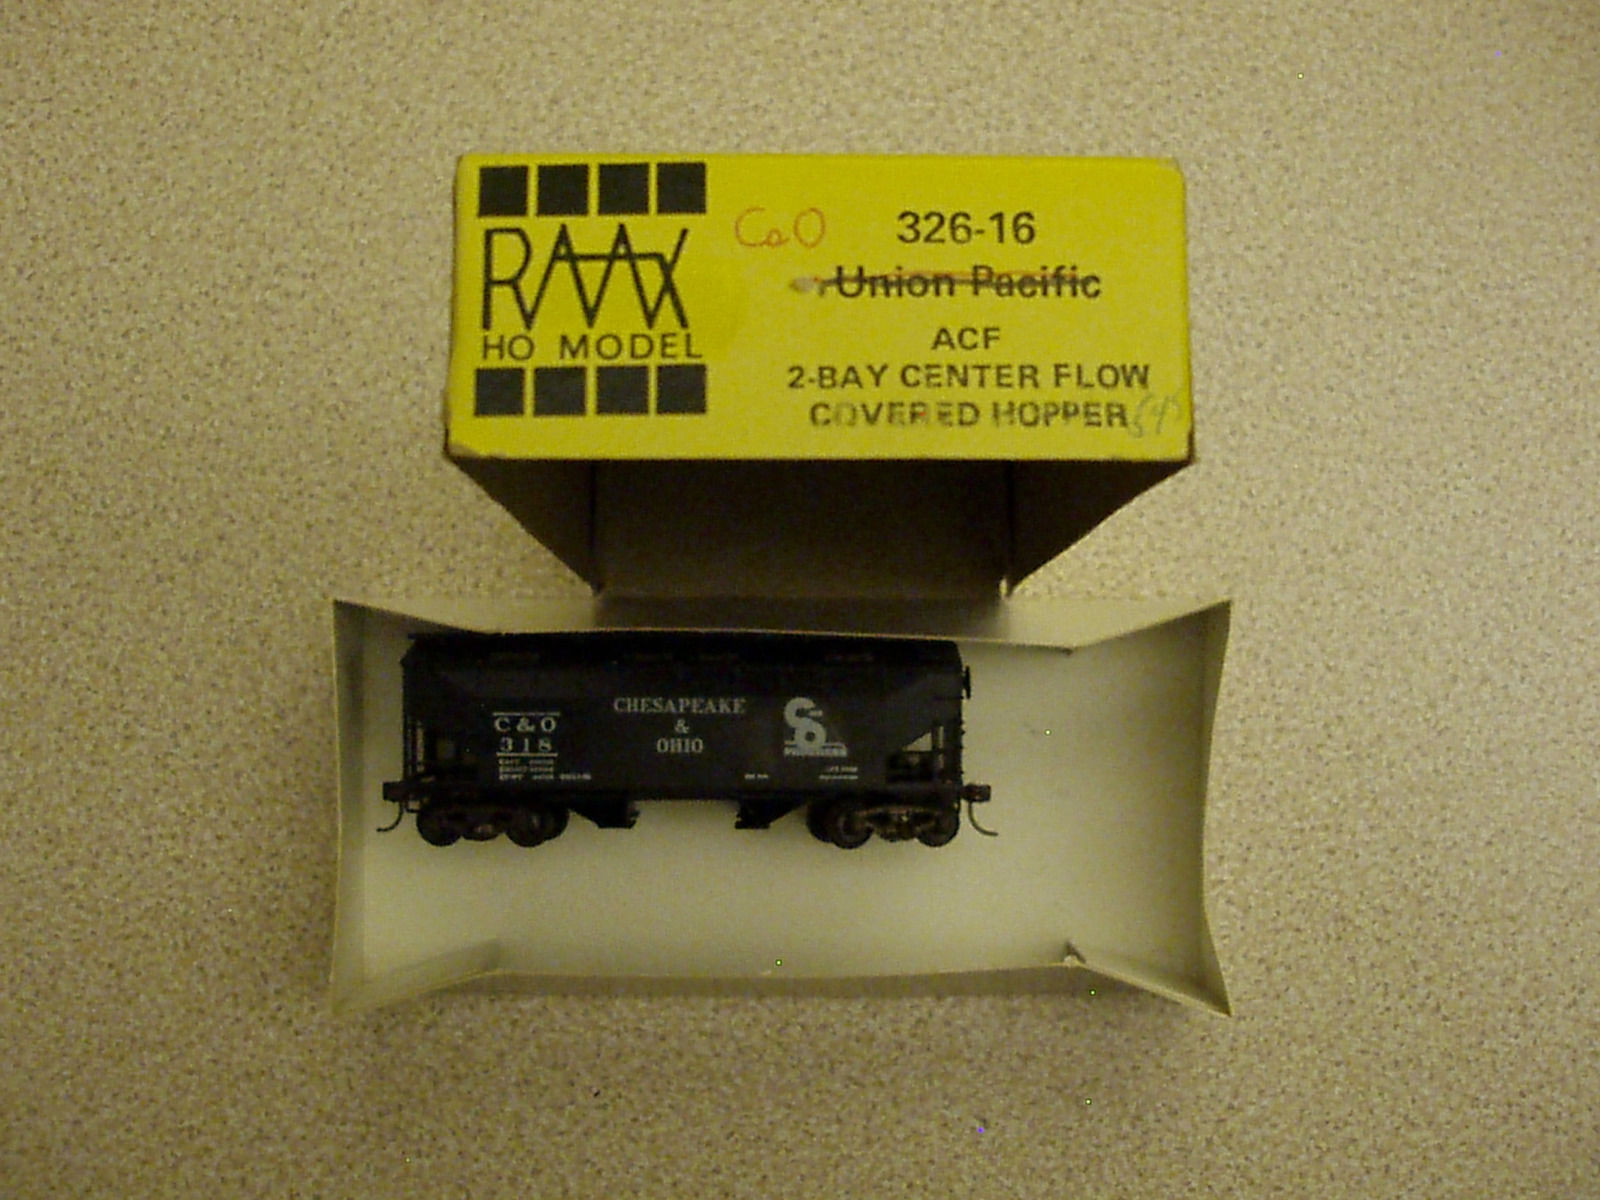 RAAX
HO MODEL
C&O
326-16
Union Pacific
ACF
2-BAY CENTER FLOW
COVERED HOPPER
C & O
318
CHESAPEAKE
&
OHIO